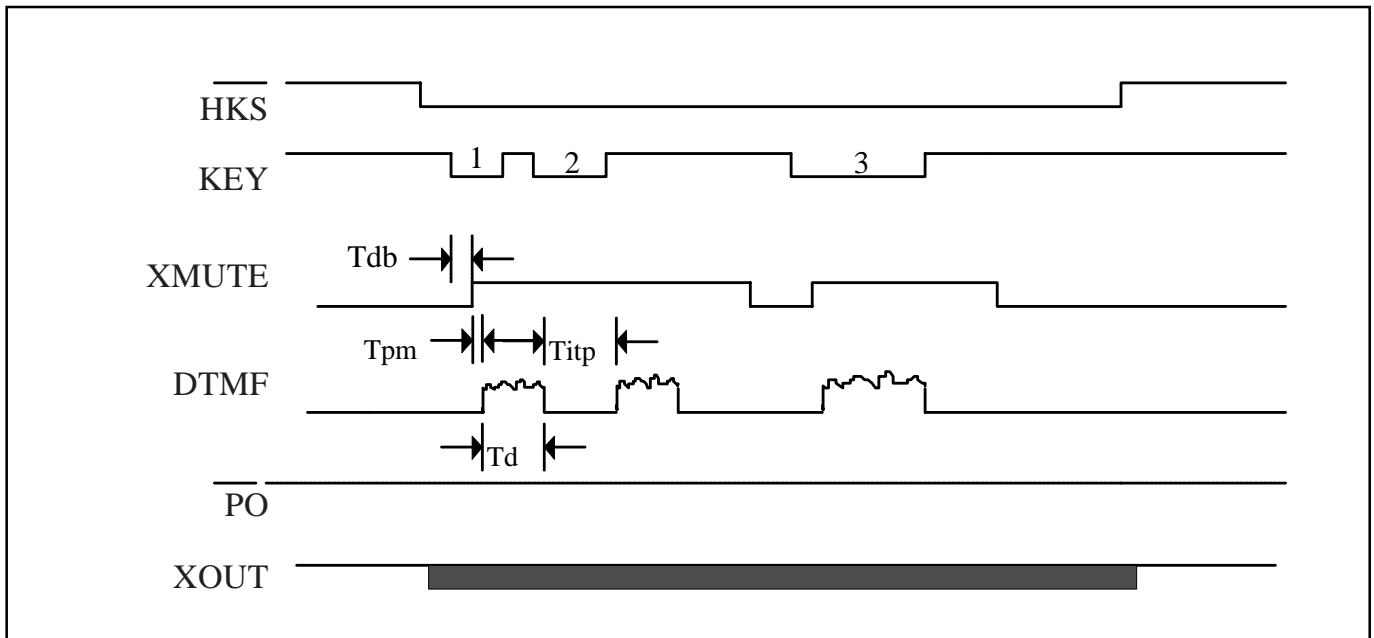 HKS
KEY 1 2 3
XMUTE Tdb
Tpm Titp
DTMF
Td
PO
XOUT